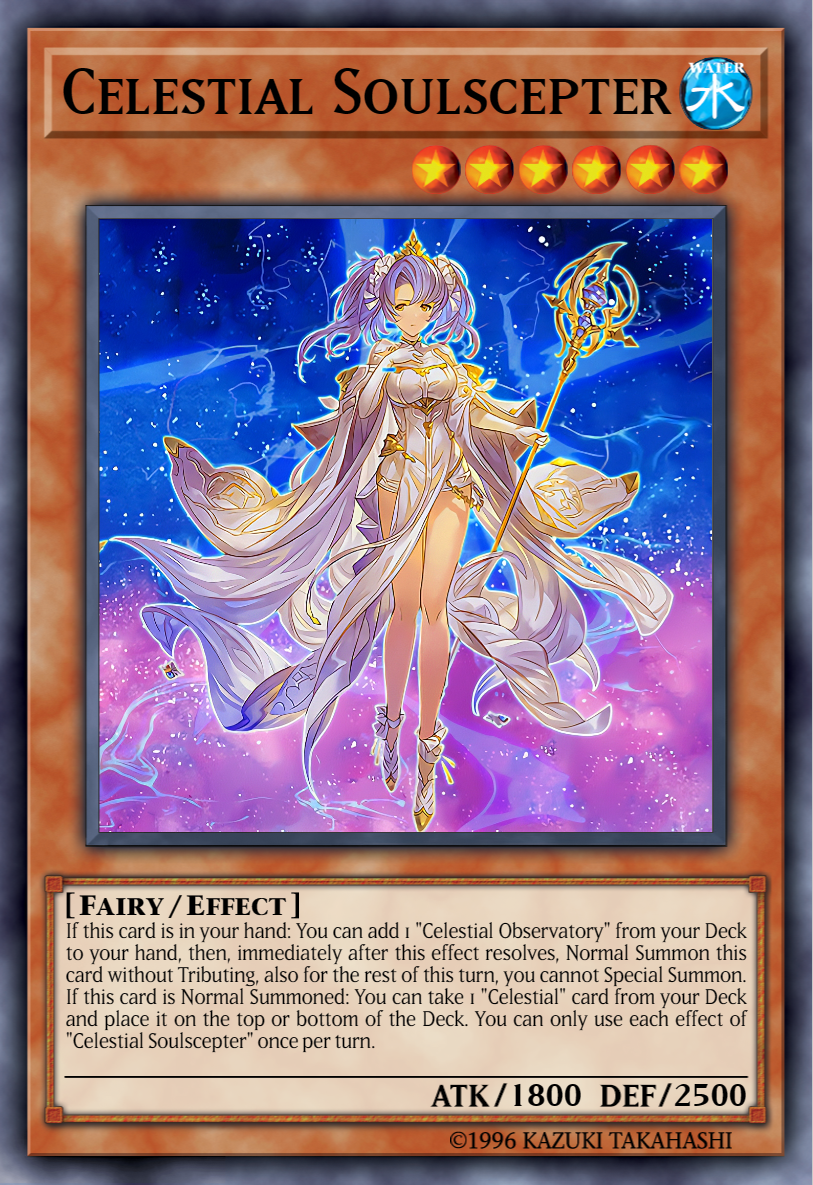 Celestial Soulscepter
WATER
水
[ Fairy / Effect ]
If this card is in your hand: You can add 1 "Celestial Observatory" from your Deck
to your hand, then, immediately after this effect resolves, Normal Summon this
card without Tributing, also for the rest of this turn, you cannot Special Summon.
If this card is Normal Summoned: You can take 1 "Celestial" card from your Deck
and place it on the top or bottom of the Deck. You can only use each effect of
"Celestial Soulscepter" once per turn.
ATK/1800 DEF/2500
©1996 KAZUKI TAKAHASHI